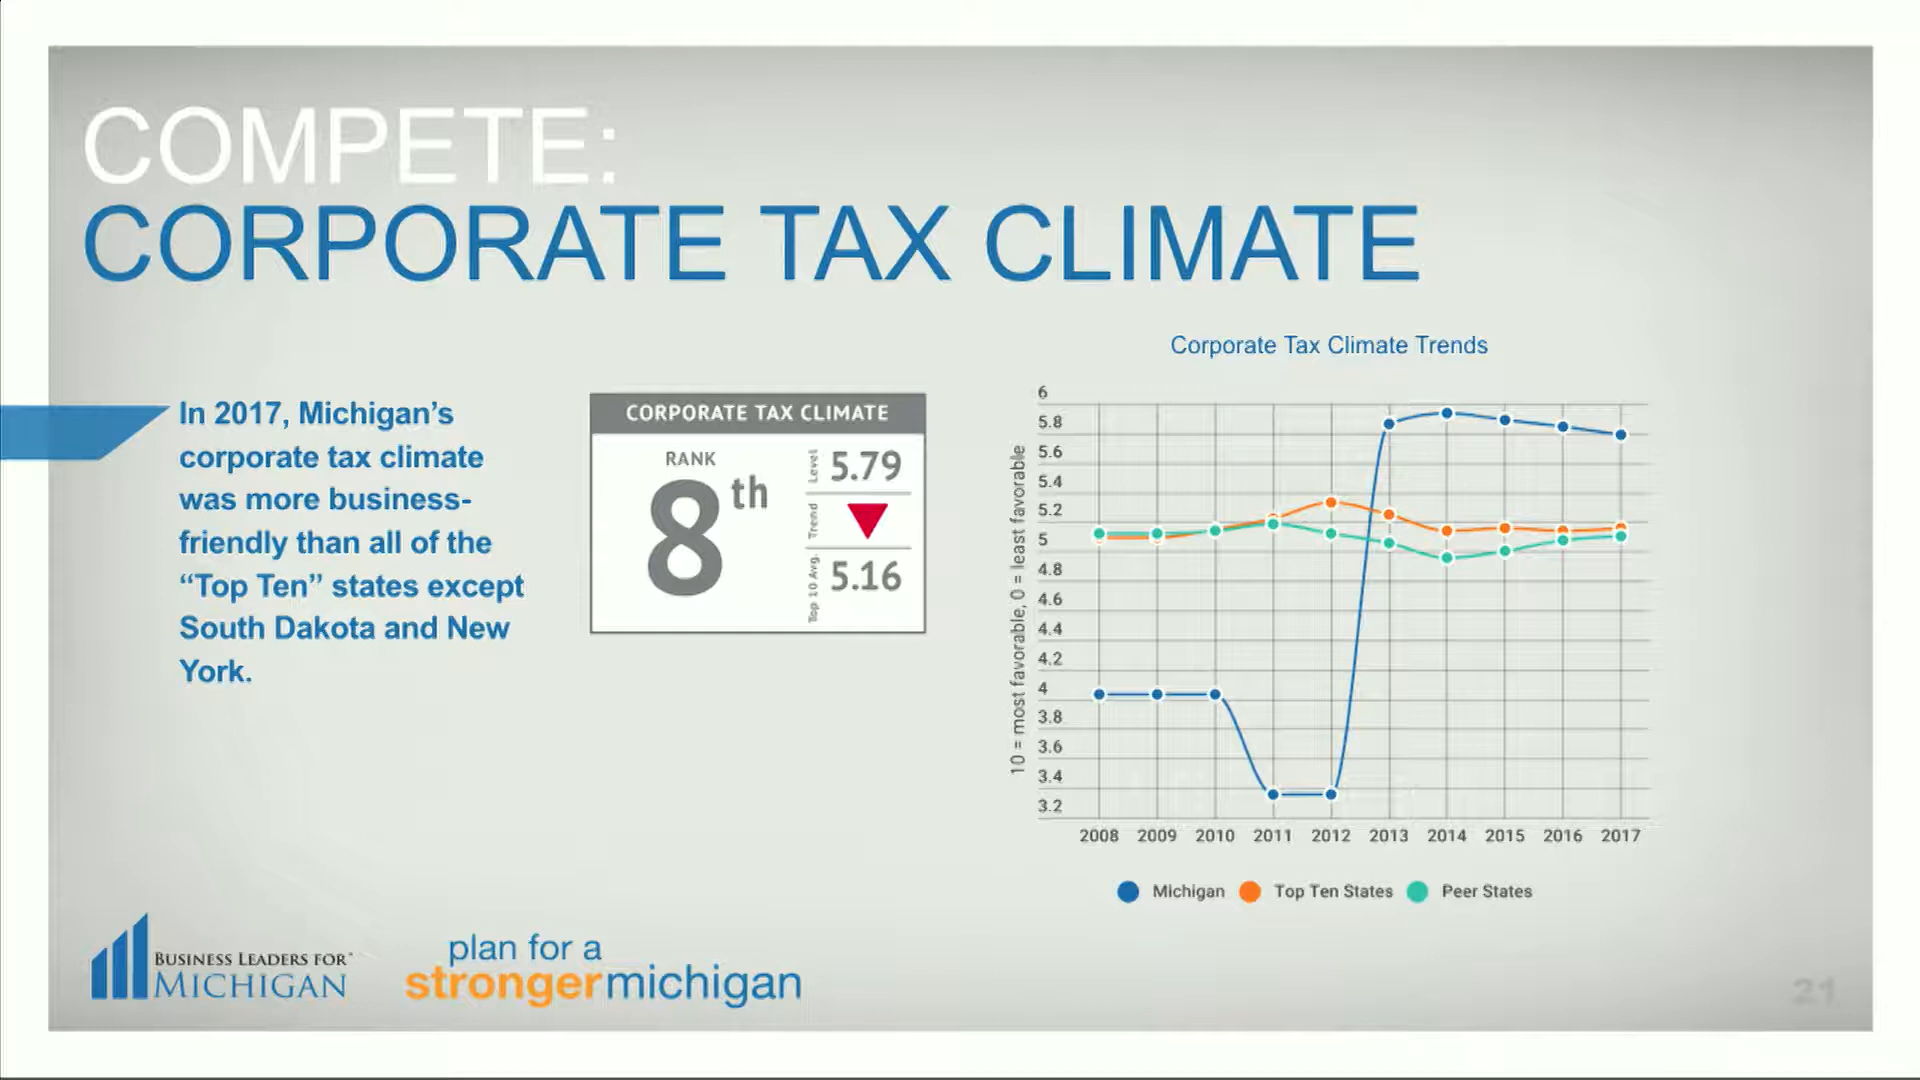 COMPETE:
CORPORATE TAX CLIMATE
In 2017, Michigan’s
corporate tax climate
was more business-
friendly than all of the
“Top Ten” states except
South Dakota and New
York.
CORPORATE TAX CLIMATE
RANK
8th
Level 5.79
Trend
Top 10 Avg. 5.16
Corporate Tax Climate Trends
10 = most favorable, 0 = least favorable
6
5.8
5.6
5.4
5.2
5
4.8
4.6
4.4
4.2
4
3.8
3.6
3.4
3.2
2008 2009 2010 2011 2012 2013 2014 2015 2016 2017
Michigan Top Ten States Peer States
BUSINESS LEADERS FOR
MICHIGAN
plan for a
strongermichigan
21